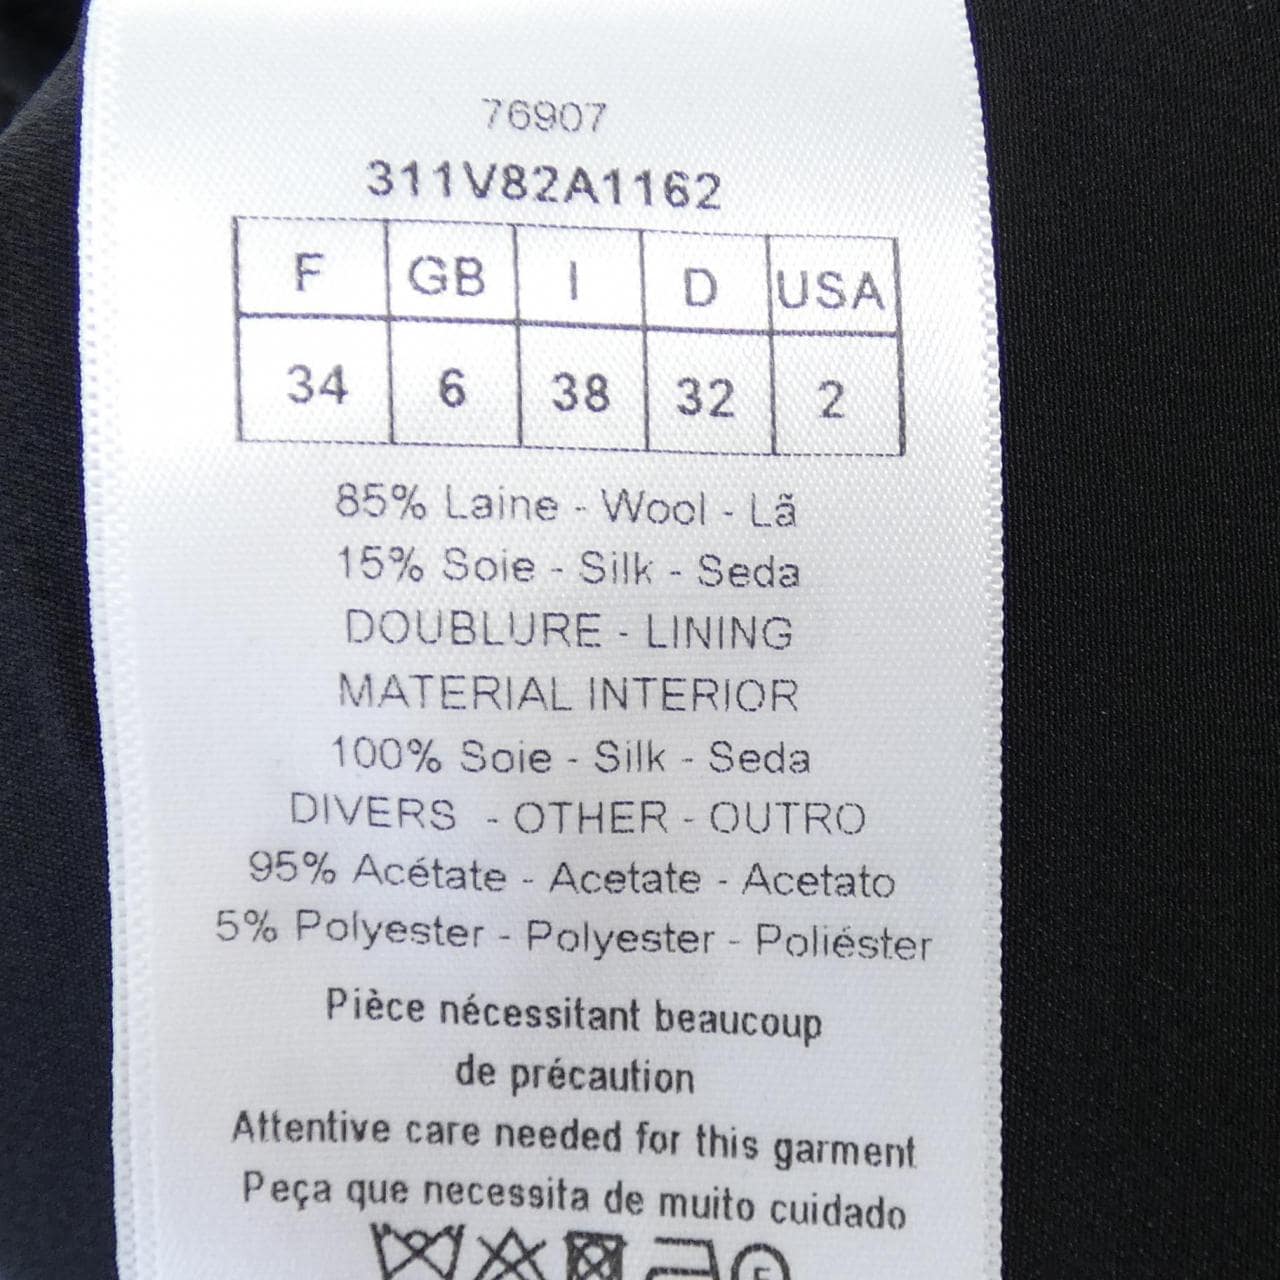 76907
311V82A1162
F GB I D USA
34 6 38 32 2
85% Laine - Wool - Lã
15% Soie - Silk - Seda
DOUBLURE - LINING
MATERIAL INTERIOR
100% Soie - Silk - Seda
DIVERS - OTHER - OUTRO
95% Acétate - Acetate - Acetato
5% Polyester - Polyester - Poliéster
Pièce nécessitant beaucoup
de précaution
Attentive care needed for this garment
Peça que necessita de muito cuidado